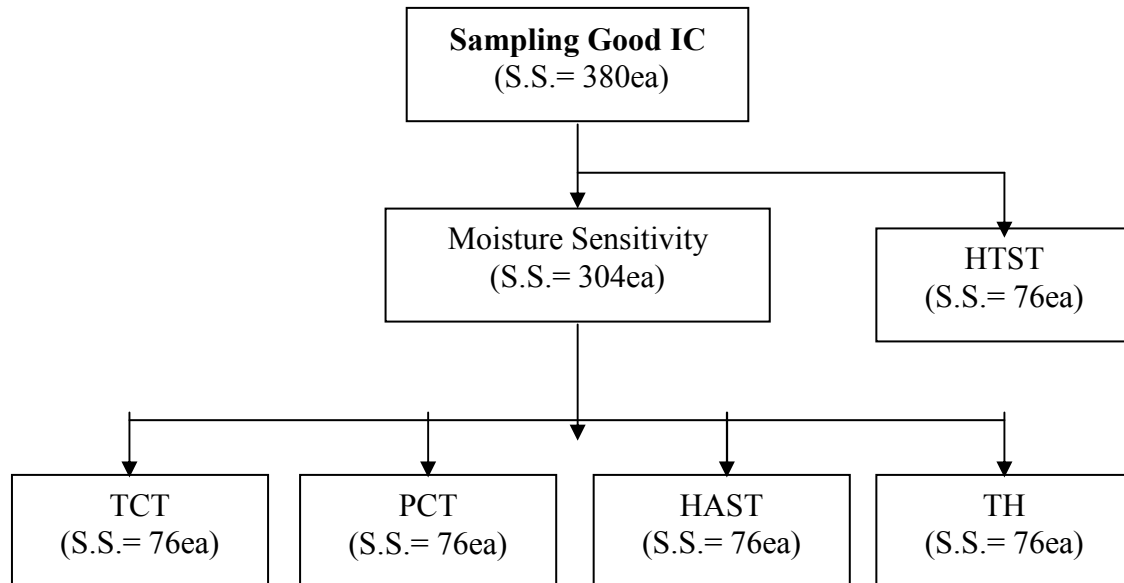 Sampling Good IC
(S.S.= 380ea)
Moisture Sensitivity
(S.S.= 304ea)
HTST
(S.S.= 76ea)
TCT
(S.S.= 76ea)
PCT
(S.S.= 76ea)
HAST
(S.S.= 76ea)
TH
(S.S.= 76ea)